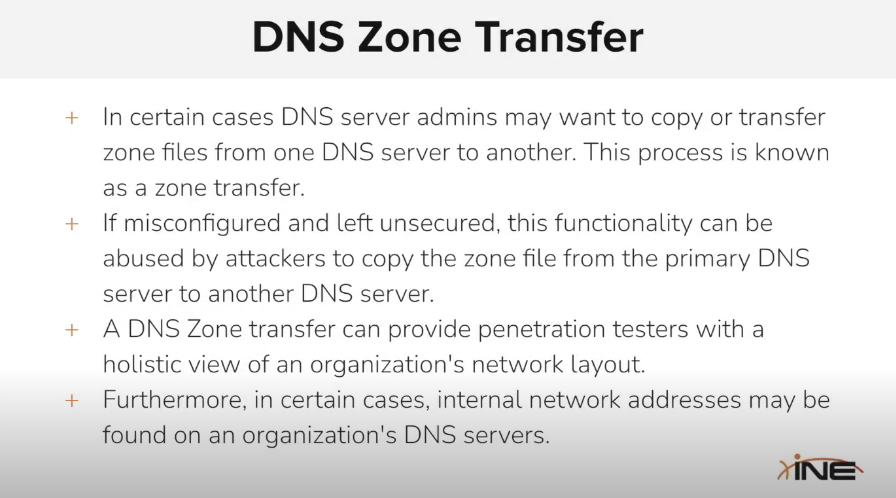 DNS Zone Transfer
+ In certain cases DNS server admins may want to copy or transfer
zone files from one DNS server to another. This process is known
as a zone transfer.
+ If misconfigured and left unsecured, this functionality can be
abused by attackers to copy the zone file from the primary DNS
server to another DNS server.
+ A DNS Zone transfer can provide penetration testers with a
holistic view of an organization's network layout.
+ Furthermore, in certain cases, internal network addresses may be
found on an organization's DNS servers.
INE